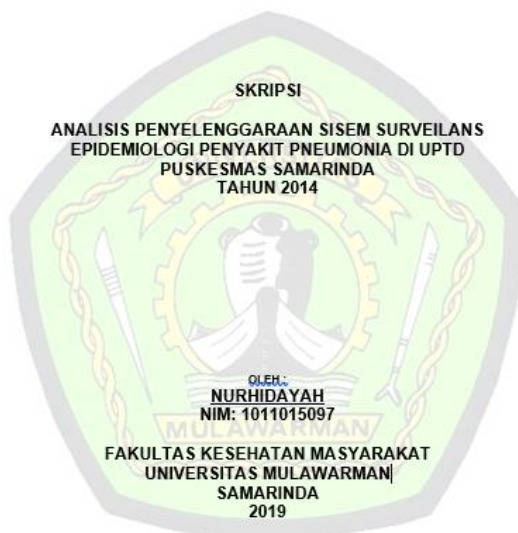 SKRIPSI
ANALISIS PENYELENGGARAAN SISEM SURVEILANS
EPIDEMIOLOGI PENYAKIT PNEUMONIA DI UPTD
PUSKESMAS SAMARINDA
TAHUN 2014
OLEH :
NURHIDAYAH
NIM: 1011015097
MULAWARMAN
FAKULTAS KESEHATAN MASYARAKAT
UNIVERSITAS MULAWARMAN
SAMARINDA
2019